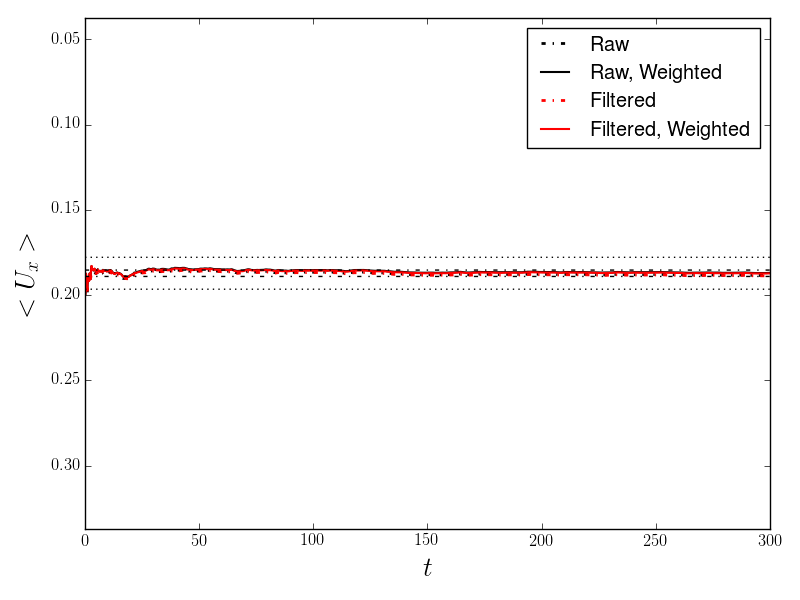 0.05
0.10
0.15
0.20
0.25
0.30
< U_x >
0 50 100 150 200 250 300
t
Raw
Raw, Weighted
Filtered
Filtered, Weighted